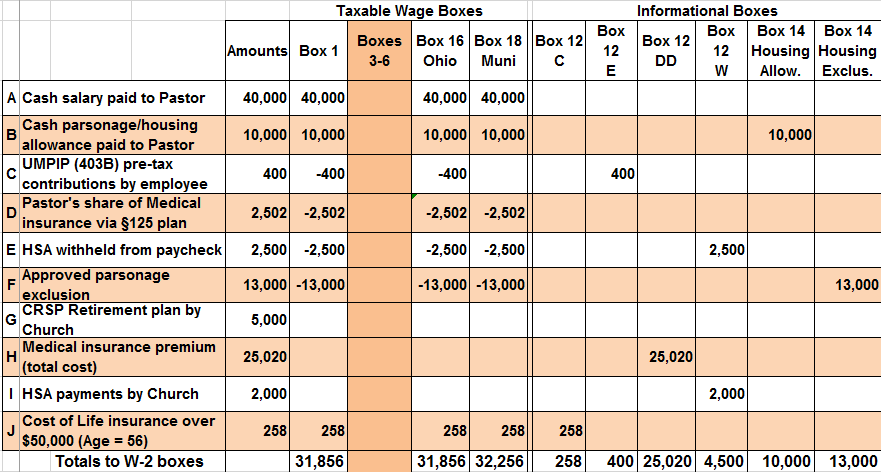 Taxable Wage Boxes Informational Boxes
Amounts Box 1 Boxes 3-6 Box 16 Ohio Box 18 Muni Box 12 C Box 12 E Box 12 DD Box 12 W Box 14 Housing Allow. Box 14 Housing Exclus.
A Cash salary paid to Pastor 40,000 40,000 40,000 40,000
B Cash parsonage/housing
allowance paid to Pastor 10,000 10,000 10,000 10,000 10,000
C UMPIP (403B) pre-tax
contributions by employee 400 -400 -400 400
D Pastor's share of Medical
insurance via §125 plan 2,502 -2,502 -2,502 -2,502
E HSA withheld from paycheck 2,500 -2,500 -2,500 -2,500 2,500
F Approved parsonage
exclusion 13,000 -13,000 -13,000 -13,000 13,000
G CRSP Retirement plan by
Church 5,000
H Medical insurance premium
(total cost) 25,020 25,020
I HSA payments by Church 2,000 2,000
J Cost of Life insurance over
$50,000 (Age = 56) 258 258 258 258 258
Totals to W-2 boxes 31,856 31,856 32,256 258 400 25,020 4,500 10,000 13,000